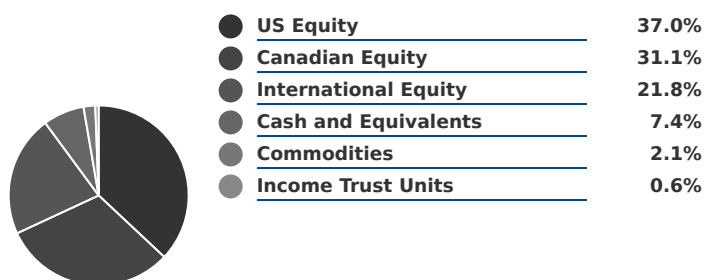 US Equity 37.0%
Canadian Equity 31.1%
International Equity 21.8%
Cash and Equivalents 7.4%
Commodities 2.1%
Income Trust Units 0.6%